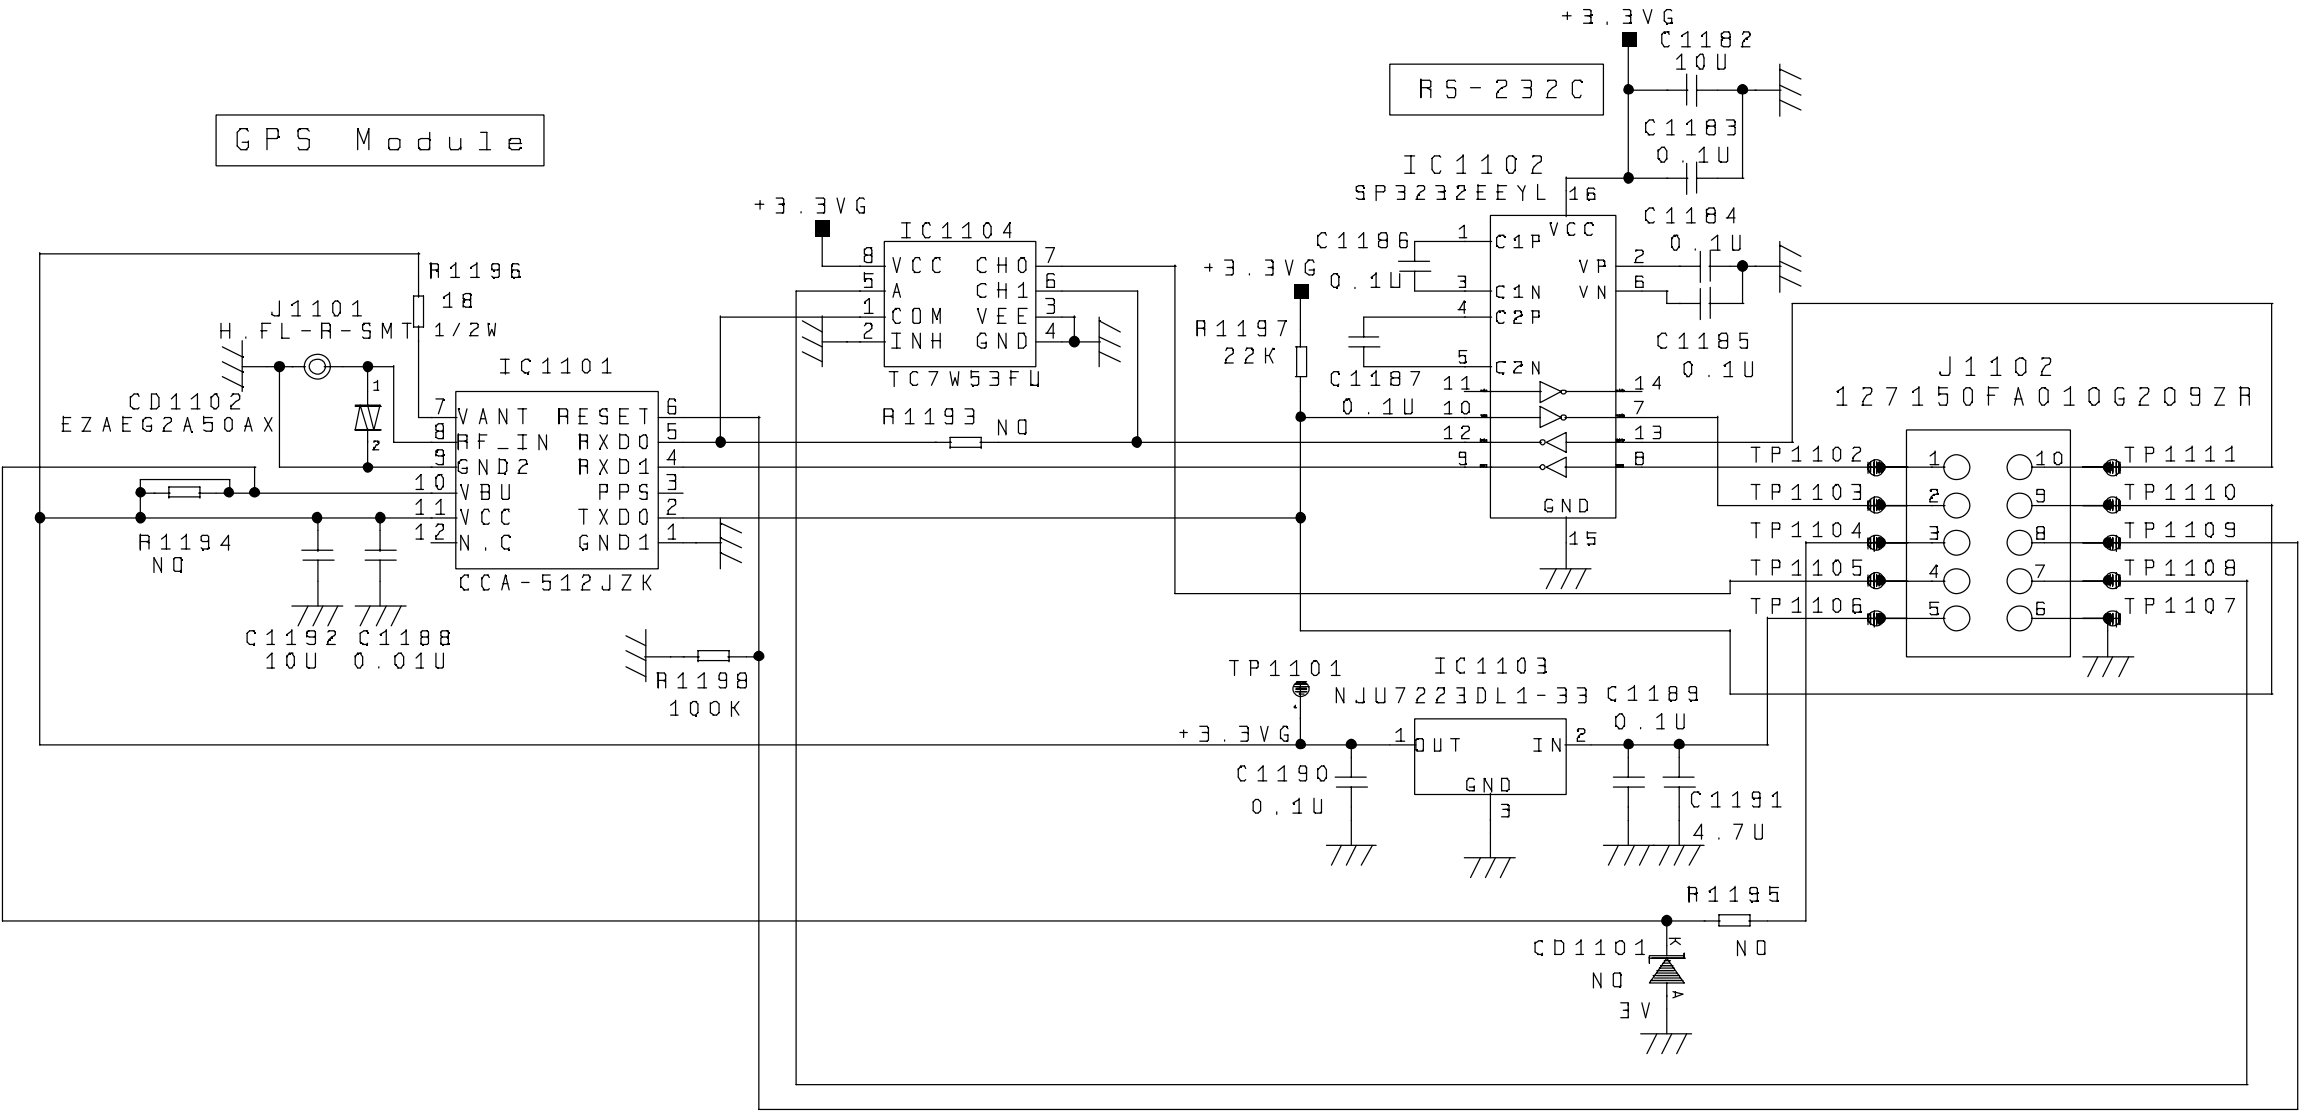 GPS Module
RS-232C
+3.3VG
C1182
10U
C1183
0.1U
IC1102
SP3232EEYL
16
VCC
C1184
0.1U
C1185
0.1U
C1186
0.1U
C1187
0.1U
1 C1P
3 C1N
4 C2P
5 C2N
VP 2
VN 6
11 14
10 7
12 13
9 8
GND
15
+3.3VG
R1197
22K
+3.3VG
IC1104
8 VCC CH0 7
5 A CH1 6
1 COM VEE 3
2 INH GND 4
TC7W53FU
R1193
NQ
R1196
18
1/2W
J1101
H.FL-R-SMT
CD1102
EZAEG2A50AX
1
2
IC1101
7 VANT RESET 6
8 RF_IN RXD0 5
9 GND2 RXD1 4
10 VBU PPS 3
11 VCC TXD0 2
12 N.C GND1 1
CCA-512JZK
R1194
NQ
C1192
10U
C1188
0.01U
R1198
100K
J1102
127150FA010G209ZR
TP1102 1 10 TP1111
TP1103 2 9 TP1110
TP1104 3 8 TP1109
TP1105 4 7 TP1108
TP1106 5 6 TP1107
TP1101
+3.3VG
IC1103
NJU7223DL1-33
1 OUT IN 2
GND
3
C1189
0.1U
C1190
0.1U
C1191
4.7U
R1195
NQ
CD1101
NQ
3V
K
A